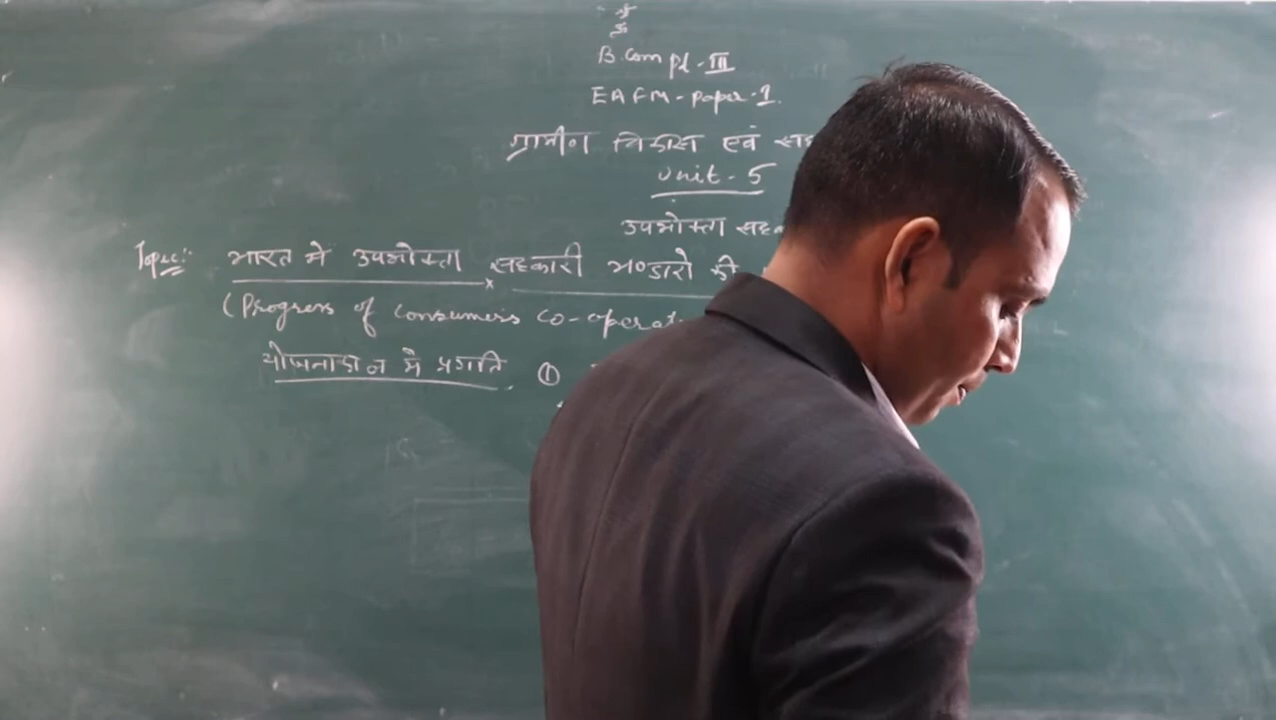 B.Com Pt-III
EAFM-Paper-1.
ग्रामीण विकास एवं सह
Unit-5
उपभोक्ता सह
Topic:- भारत में उपभोक्ता सहकारी भण्डारो की
(Progress of Consumers Co-operat
योजनाकाल में प्रगति ①